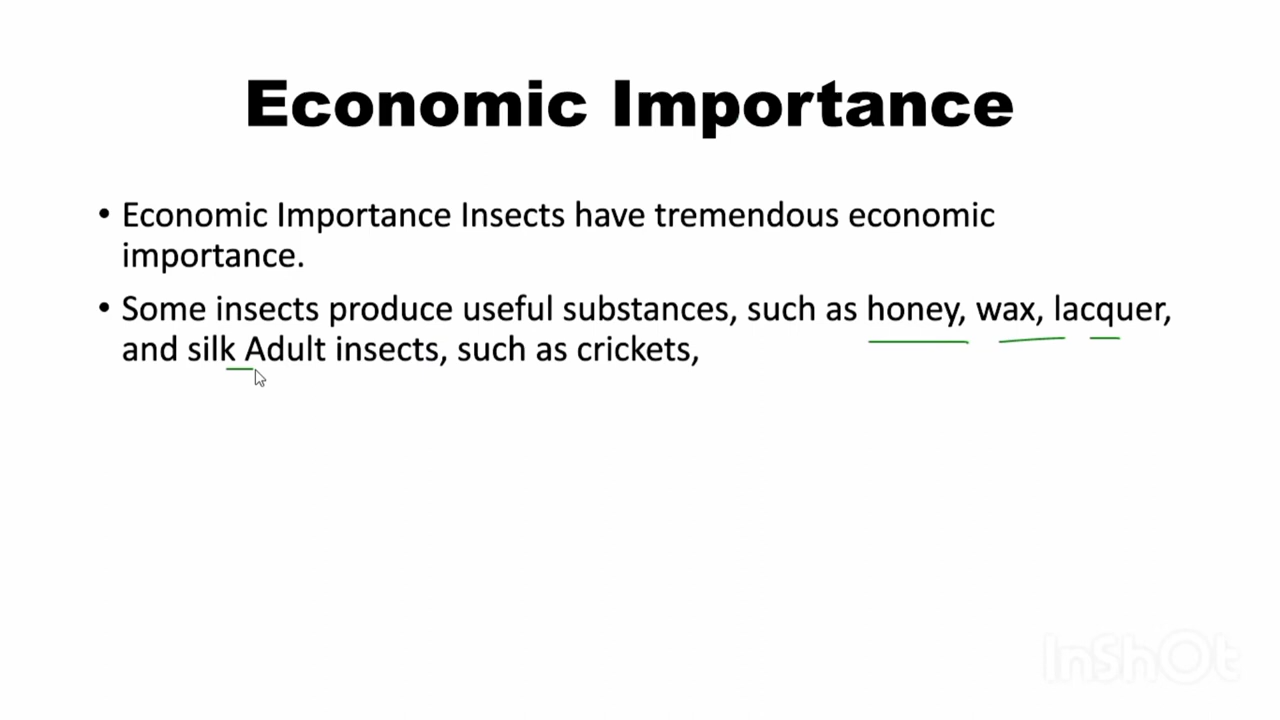 Economic Importance
• Economic Importance Insects have tremendous economic
importance.
• Some insects produce useful substances, such as honey, wax, lacquer,
and silk Adult insects, such as crickets,
InShOt